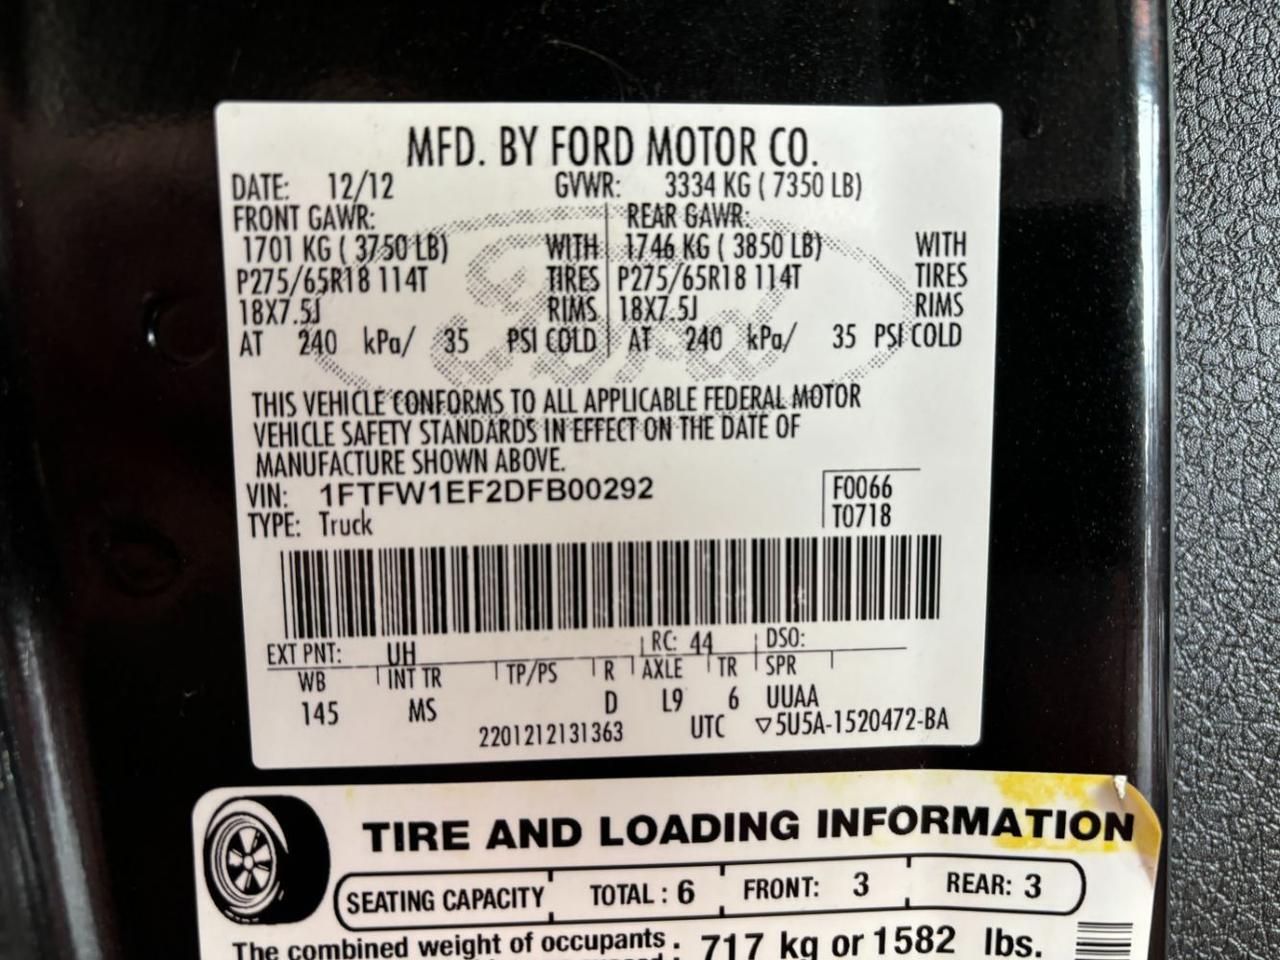 MFD. BY FORD MOTOR CO.
DATE: 12/12 GVWR: 3334 KG ( 7350 LB)
FRONT GAWR: REAR GAWR:
1701 KG ( 3750 LB) WITH 1746 KG ( 3850 LB) WITH
P275/65R18 114T TIRES P275/65R18 114T TIRES
18X7.5J RIMS 18X7.5J RIMS
AT 240 kPa/ 35 PSI COLD AT 240 kPa/ 35 PSI COLD
Ford
THIS VEHICLE CONFORMS TO ALL APPLICABLE FEDERAL MOTOR
VEHICLE SAFETY STANDARDS IN EFFECT ON THE DATE OF
MANUFACTURE SHOWN ABOVE.
VIN: 1FTFW1EF2DFB00292 F0066
TYPE: Truck T0718
EXT PNT: UH RC: 44 DSO:
WB INT TR TP/PS R AXLE TR SPR
145 MS D L9 6 UUAA
2201212131363 UTC ▽5U5A-1520472-BA
TIRE AND LOADING INFORMATION
SEATING CAPACITY TOTAL : 6 FRONT: 3 REAR: 3
The combined weight of occupants 717 kg or 1582 lbs.